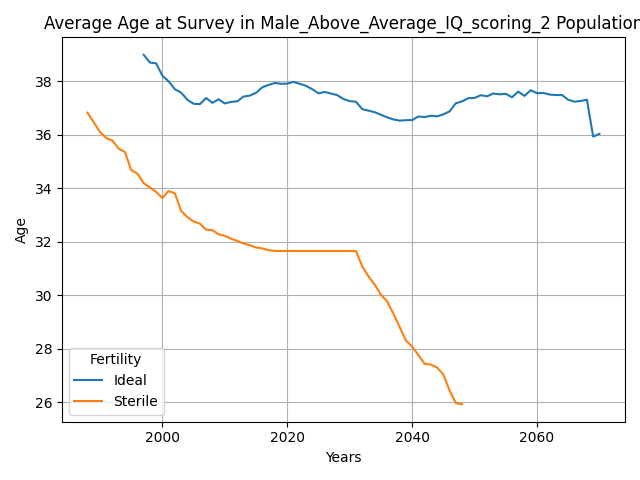 Average Age at Survey in Male_Above_Average_IQ_scoring_2 Population
38
36
34
32
30
28
26
Age
Fertility
Ideal
Sterile
2000 2020 2040 2060
Years